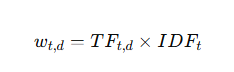 w_{t,d} = TF_{t,d} × IDF_t